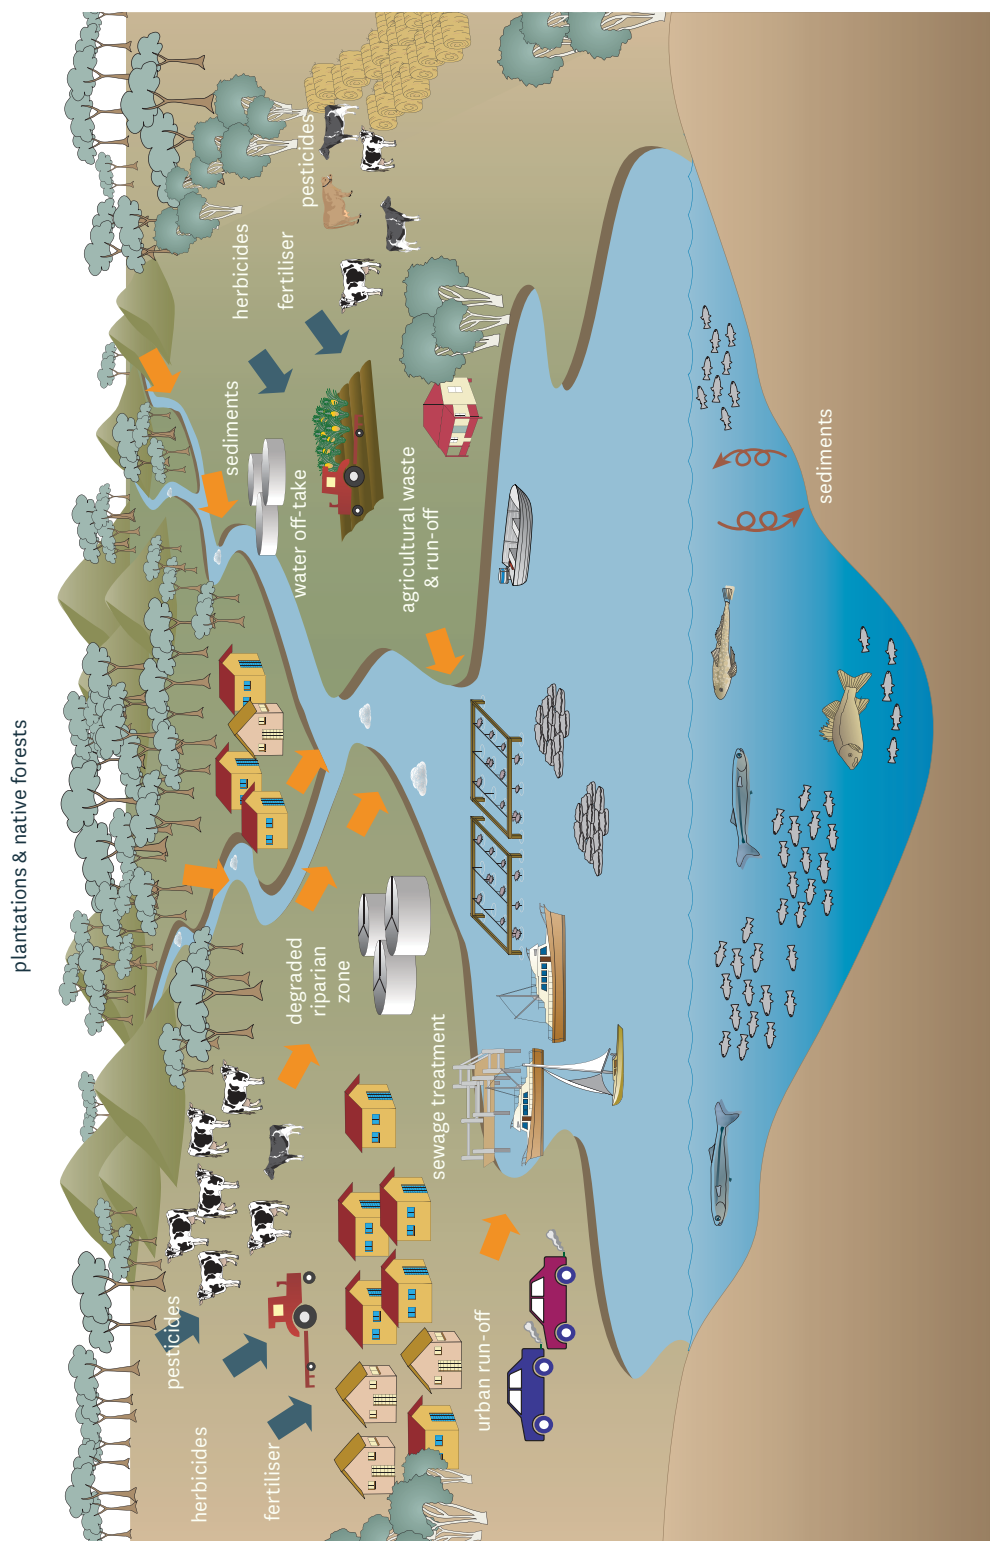 plantations & native forests
pesticides
herbicides
fertiliser
degraded
riparian
zone
sewage treatment
urban run-off
sediments
water off-take
agricultural waste
& run-off
herbicides
fertiliser
pesticides
sediments